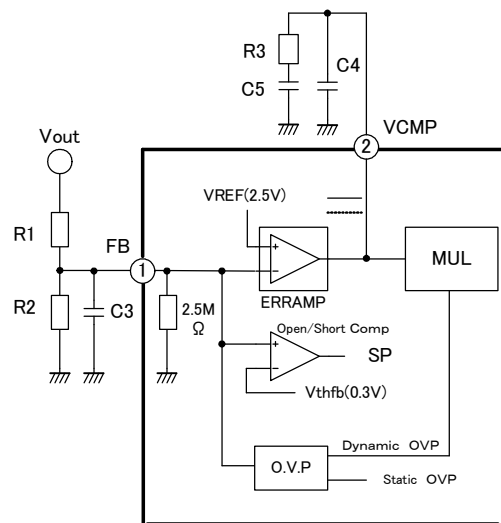 R3
C4
C5
Vout
VCMP
2
VREF(2.5V)
R1
FB
1
MUL
R2
C3
2.5M
Ω
ERRAMP
Open/Short Comp
SP
Vthfb(0.3V)
O.V.P
Dynamic OVP
Static OVP